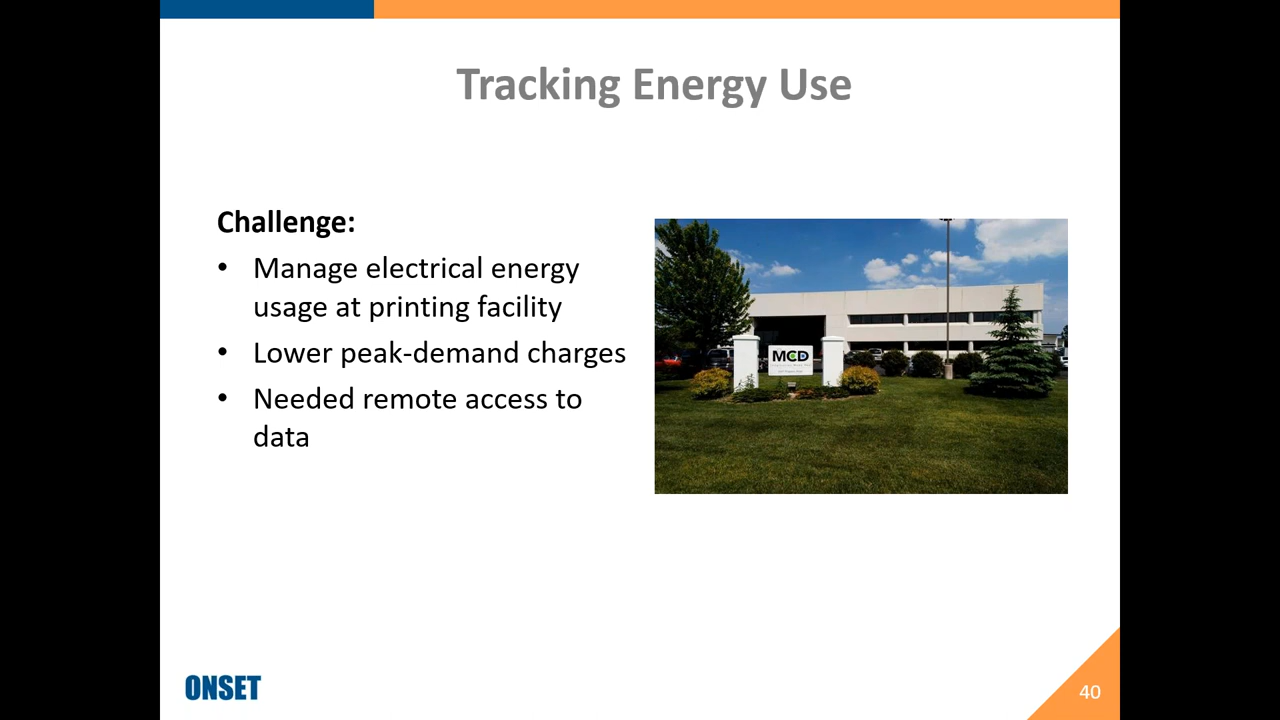 Tracking Energy Use
Challenge:
• Manage electrical energy
usage at printing facility
• Lower peak-demand charges
• Needed remote access to
data
MCD
ONSET
40